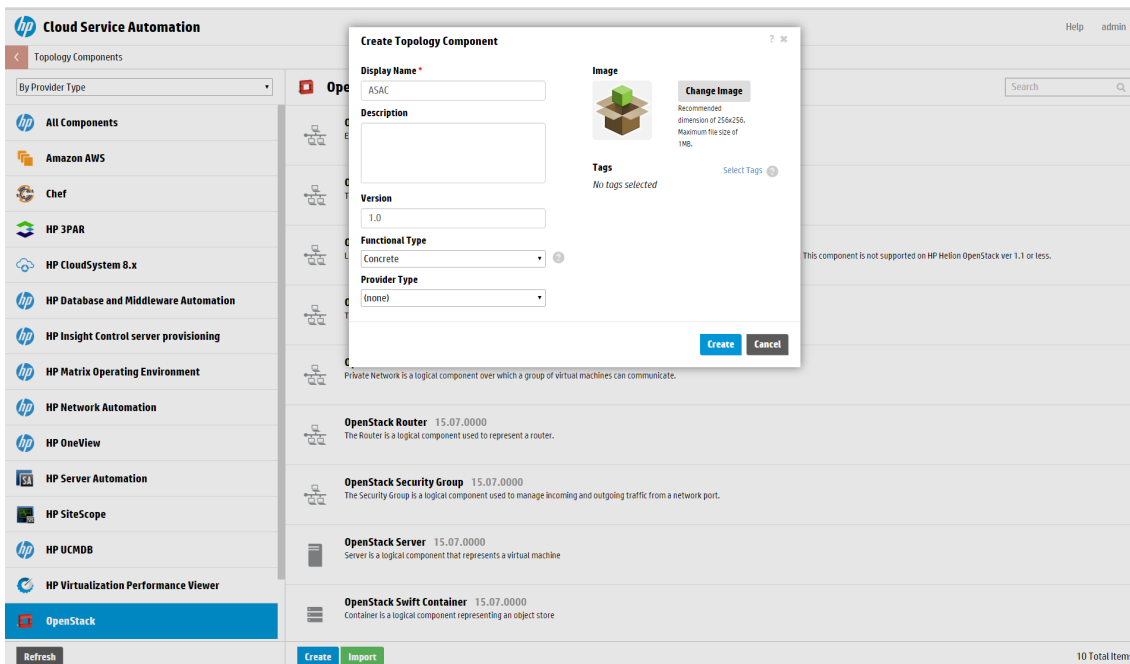 hp Cloud Service Automation
Help admin
Topology Components
By Provider Type
All Components
Amazon AWS
Chef
HP 3PAR
HP CloudSystem 8.x
HP Database and Middleware Automation
HP Insight Control server provisioning
HP Matrix Operating Environment
HP Network Automation
HP OneView
HP Server Automation
HP SiteScope
HP UCMDB
HP Virtualization Performance Viewer
OpenStack
Refresh
Ope
Search
Create Topology Component
Display Name *
ASAC
Description
Version
1.0
Functional Type
Concrete
Provider Type
(none)
Image
Change Image
Recommended
dimension of 256x256.
Maximum file size of
1MB.
Tags
Select Tags ?
No tags selected
Create Cancel
This component is not supported on HP Helion OpenStack ver 1.1 or less.
Private Network is a logical component over which a group of virtual machines can communicate.
OpenStack Router 15.07.0000
The Router is a logical component used to represent a router.
OpenStack Security Group 15.07.0000
The Security Group is a logical component used to manage incoming and outgoing traffic from a network port.
OpenStack Server 15.07.0000
Server is a logical component that represents a virtual machine
OpenStack Swift Container 15.07.0000
Container is a logical component representing an object store
Create Import
10 Total Items